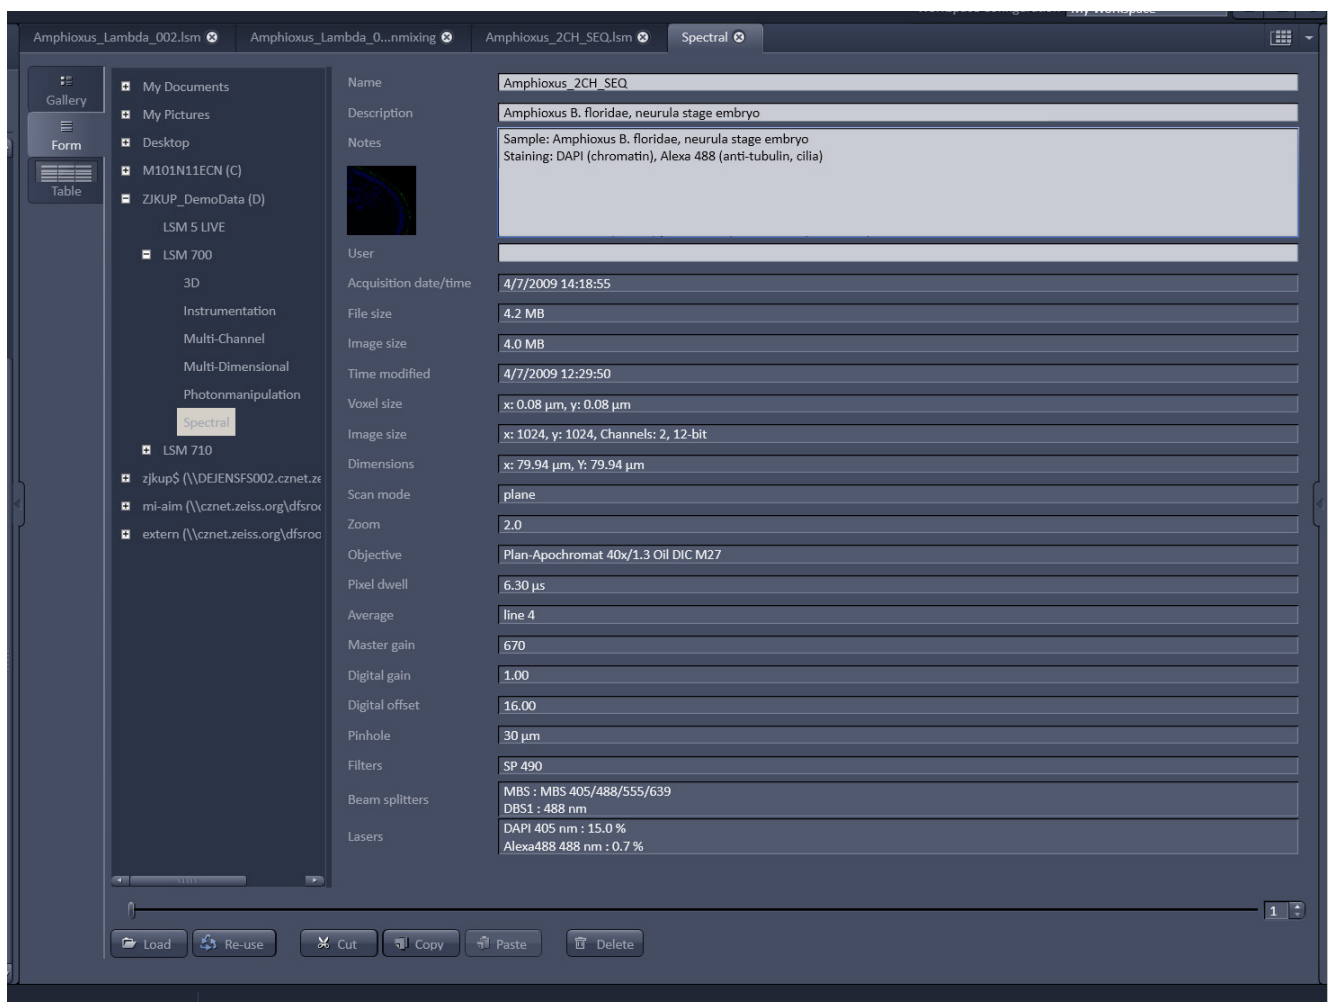 Amphioxus_Lambda_002.lsm
Amphioxus_Lambda_0...nmixing
Amphioxus_2CH_SEQ.lsm
Spectral
Gallery
Form
Table
My Documents
My Pictures
Desktop
M101N11ECN (C)
ZJKUP_DemoData (D)
LSM 5 LIVE
LSM 700
3D
Instrumentation
Multi-Channel
Multi-Dimensional
Photonmanipulation
Spectral
LSM 710
zjkup$ (\\DEJENSFS002.cznet.ze
mi-aim (\\cznet.zeiss.org\dfsroo
extern (\\cznet.zeiss.org\dfsroo
Name Amphioxus_2CH_SEQ
Description Amphioxus B. floridae, neurula stage embryo
Notes Sample: Amphioxus B. floridae, neurula stage embryo
Staining: DAPI (chromatin), Alexa 488 (anti-tubulin, cilia)
User
Acquisition date/time 4/7/2009 14:18:55
File size 4.2 MB
Image size 4.0 MB
Time modified 4/7/2009 12:29:50
Voxel size x: 0.08 µm, y: 0.08 µm
Image size x: 1024, y: 1024, Channels: 2, 12-bit
Dimensions x: 79.94 µm, Y: 79.94 µm
Scan mode plane
Zoom 2.0
Objective Plan-Apochromat 40x/1.3 Oil DIC M27
Pixel dwell 6.30 µs
Average line 4
Master gain 670
Digital gain 1.00
Digital offset 16.00
Pinhole 30 µm
Filters SP 490
Beam splitters MBS : MBS 405/488/555/639
DBS1 : 488 nm
Lasers DAPI 405 nm : 15.0 %
Alexa488 488 nm : 0.7 %
1
Load Re-use Cut Copy Paste Delete